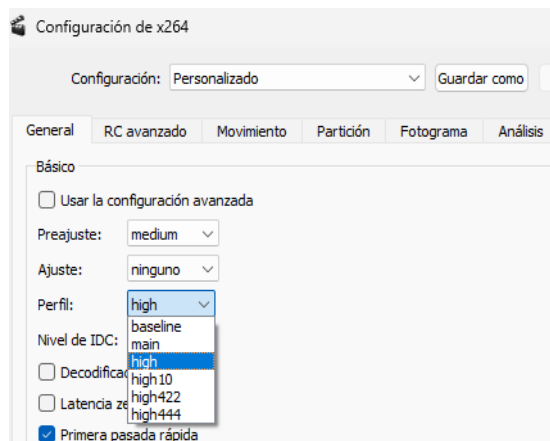 Configuración de x264
Configuración: Personalizado Guardar como
General RC avanzado Movimiento Partición Fotograma Análisis
Básico
Usar la configuración avanzada
Preajuste: medium
Ajuste: ninguno
Perfil: high
baseline
Nivel de IDC: main
high
Decodificad
high10
high422
Latencia ze
high444
Primera pasada rápida